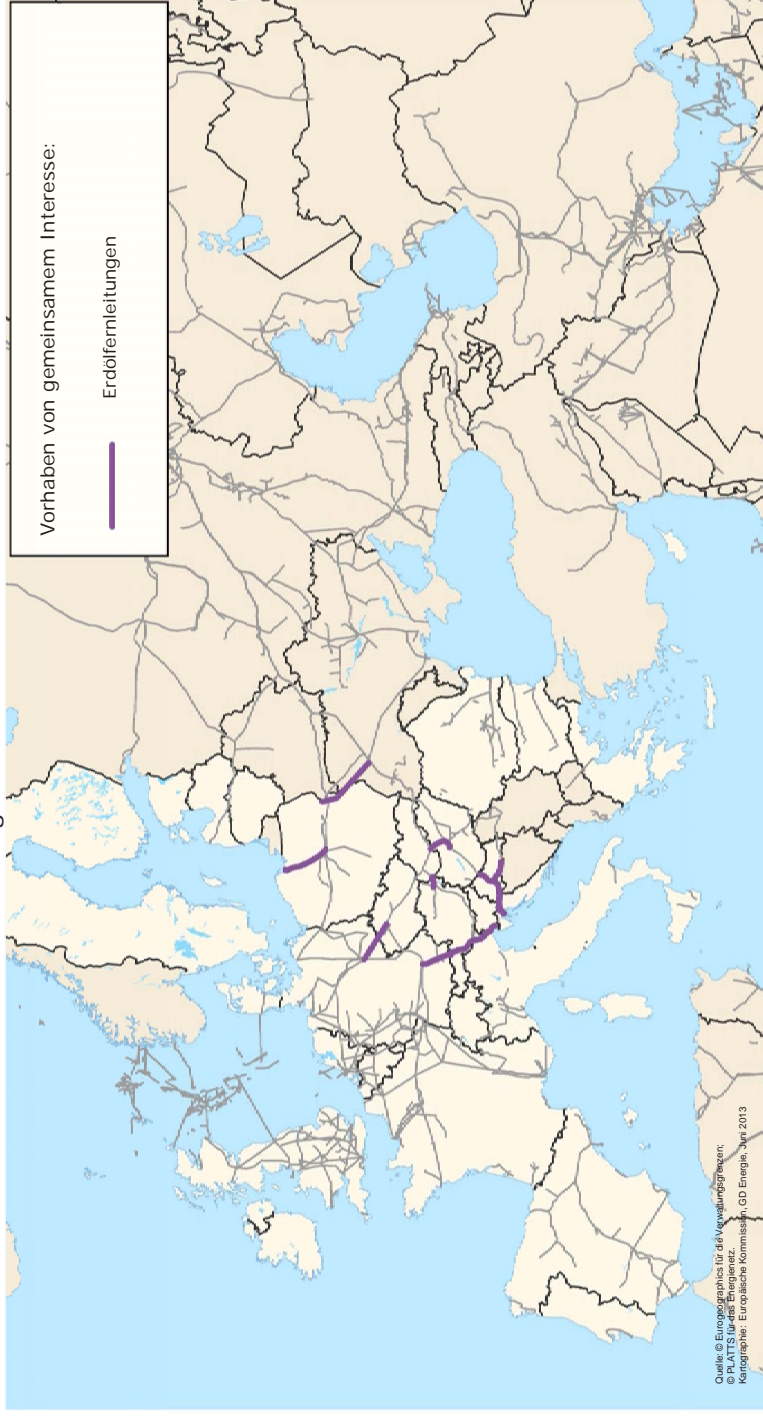 Vorhaben von gemeinsamem Interesse:
Erdölfernleitungen
Quelle: © Eurogeographics für die Verwaltungsgrenzen;
© PLATTS für das Energienetz.
Kartographie: Europäische Kommission, GD Energie, Juni 2013